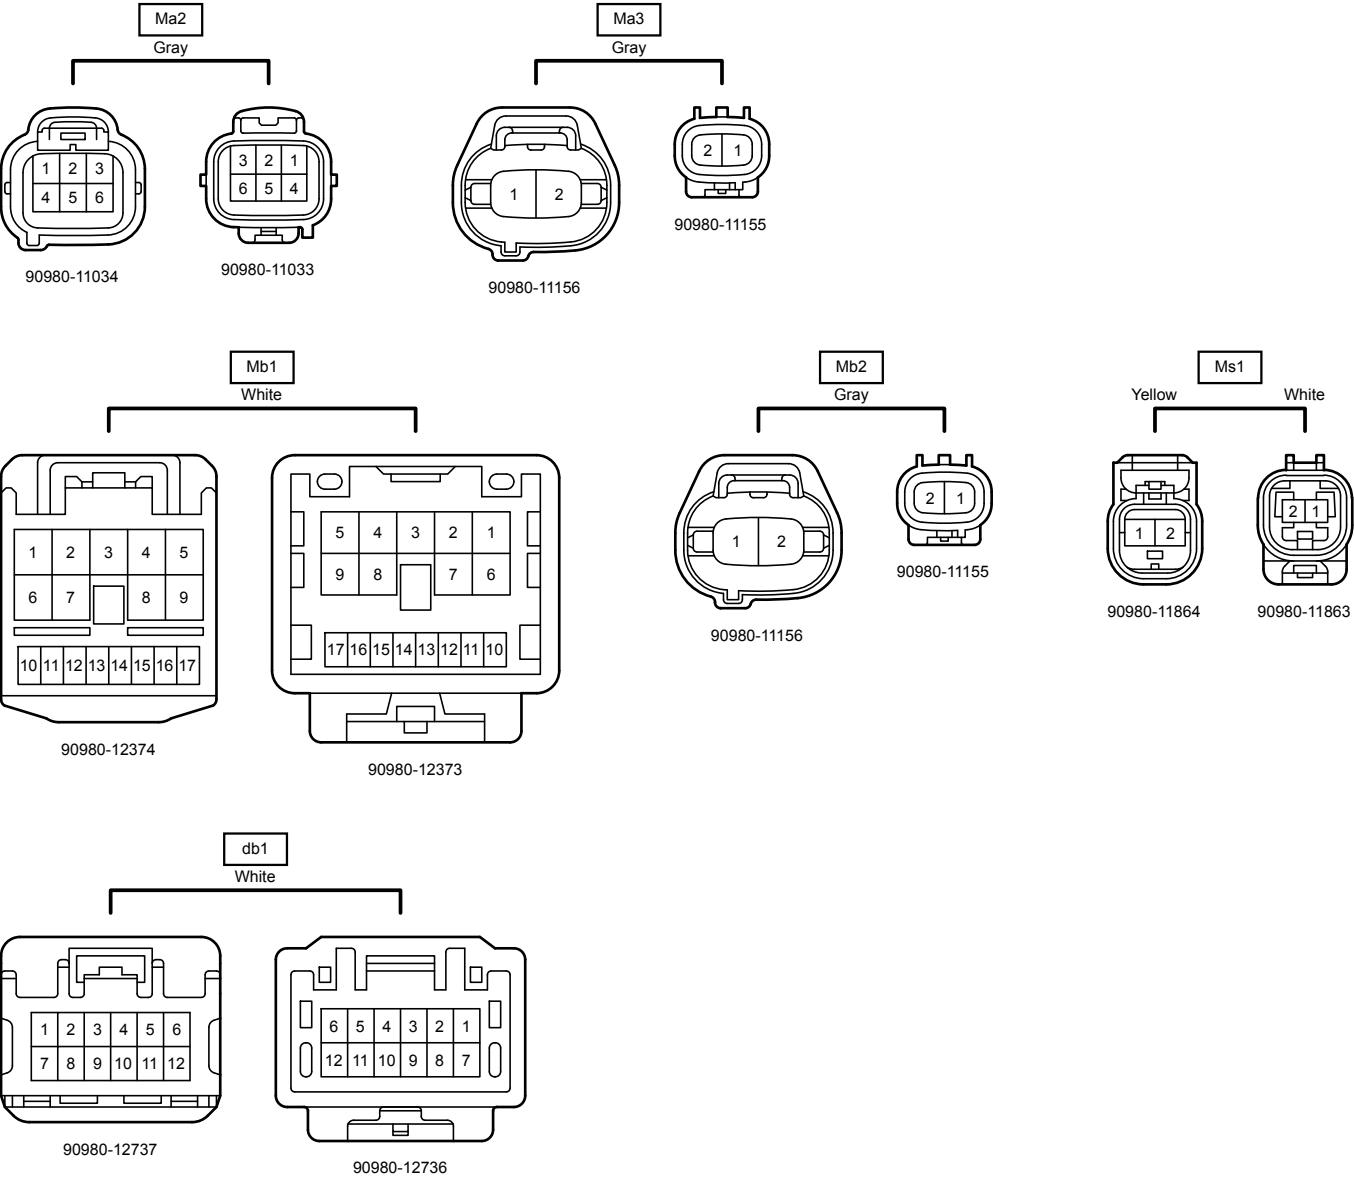 Ma2
Gray
1 2 3
4 5 6
90980-11034
3 2 1
6 5 4
90980-11033
Ma3
Gray
1 2
90980-11156
2 1
90980-11155
Mb1
White
1 2 3 4 5
6 7 8 9
10 11 12 13 14 15 16 17
90980-12374
5 4 3 2 1
9 8 7 6
17 16 15 14 13 12 11 10
90980-12373
Mb2
Gray
1 2
90980-11156
2 1
90980-11155
Ms1
Yellow
White
1 2
90980-11864
2 1
90980-11863
db1
White
1 2 3 4 5 6
7 8 9 10 11 12
90980-12737
6 5 4 3 2 1
12 11 10 9 8 7
90980-12736